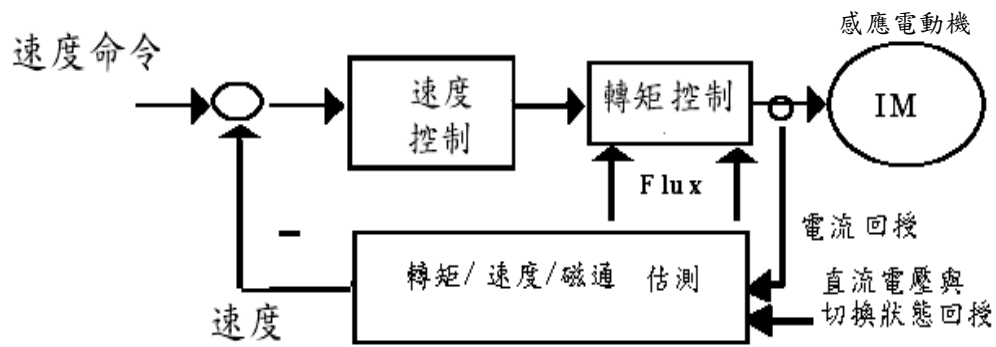 感應電動機
速度命令
速度
控制
轉矩控制
IM
Flux
電流回授
轉矩/速度/磁通 估測
直流電壓與
切換狀態回授
速度